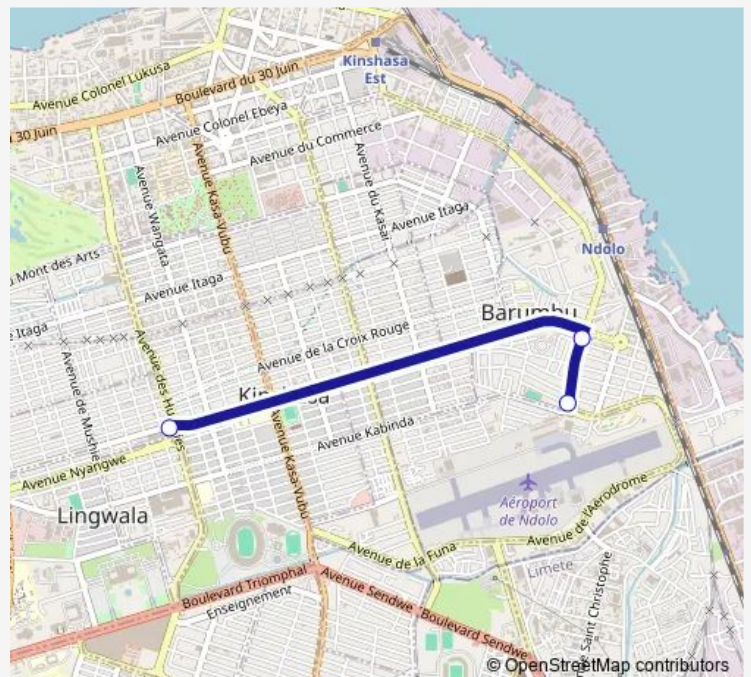 Kinshasa
Est
Avenue Colonel Lukusa
Boulevard du 30 Juin
30 Juin
Avenue Colonel Ebeya
Avenue du Commerce
Avenue Wangata
Avenue Kasa-Vubu
Avenue du Kasai
Avenue Itaga
Ndolo
u Mont des Arts
Avenue Itaga
Itaga
Barumbu
Avenue de la Croix Rouge
Avenue de Mushie
Avenue des Hu
es
Kinshasa
Avenue Kabinda
Avenue Kasa-Vubu
Avenue Nyangwe
Lingwala
Aéroport
de Ndolo
Avenue de l'Aérodrome
Avenue de la Funa
Limete
Boulevard Triomphal
Avenue Sendwe
Boulevard Sendwe
Enseignement
ue Saint Christophe
© OpenStreetMap contributors